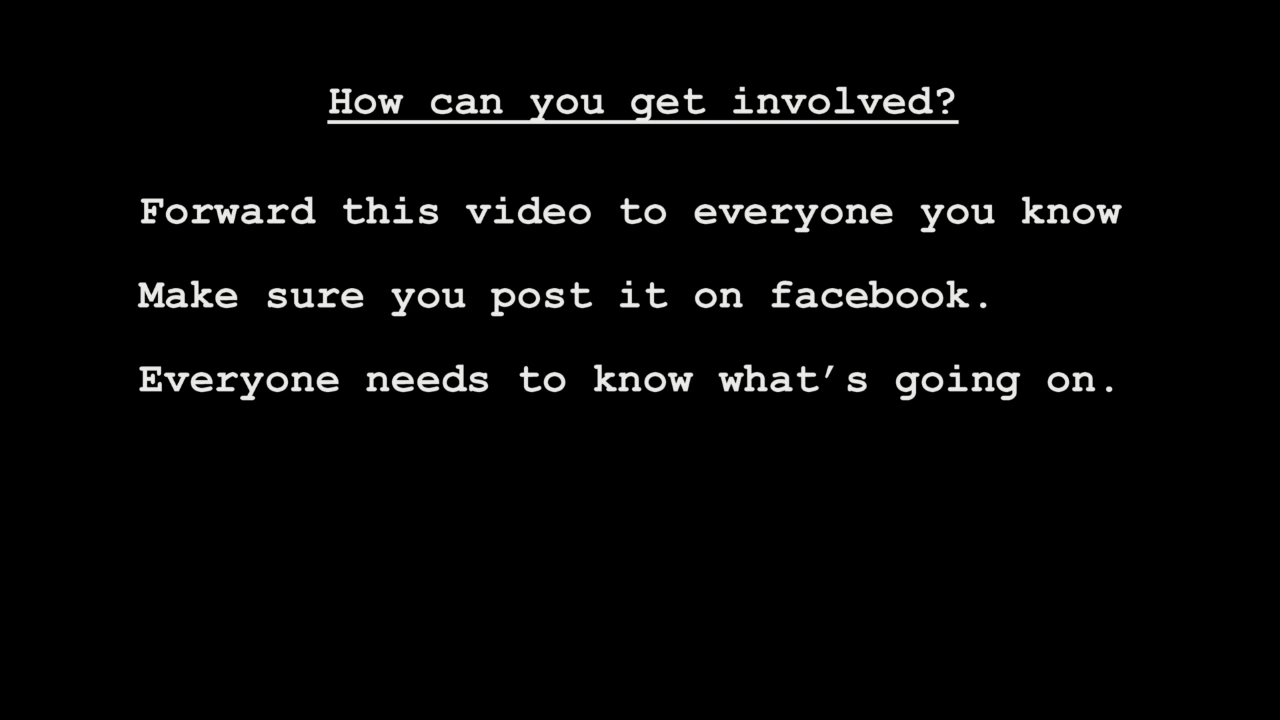 How can you get involved?
Forward this video to everyone you know
Make sure you post it on facebook.
Everyone needs to know what’s going on.